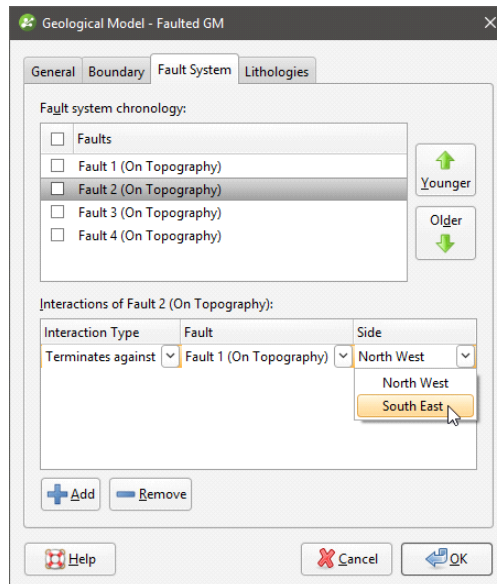 Geological Model - Faulted GM
General Boundary Fault System Lithologies
Fault system chronology:
Faults
Fault 1 (On Topography)
Fault 2 (On Topography)
Fault 3 (On Topography)
Fault 4 (On Topography)
Younger
Older
Interactions of Fault 2 (On Topography):
Interaction Type Fault Side
Terminates against Fault 1 (On Topography) North West
North West
South East
Add Remove
Help Cancel OK